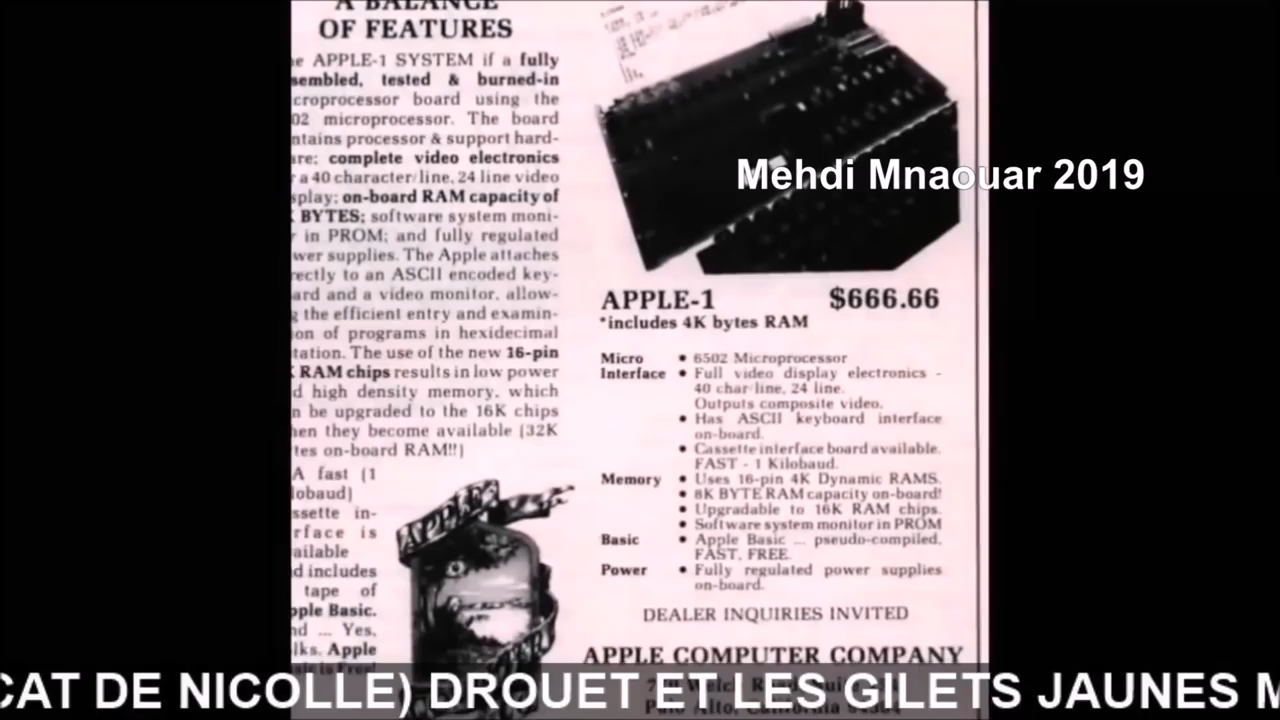 A BALANCE
OF FEATURES
e APPLE-1 SYSTEM if a fully
sembled, tested & burned-in
croprocessor board using the
02 microprocessor. The board
ntains processor & support hard-
are; complete video electronics
r a 40 character/line, 24 line video
splay; on-board RAM capacity of
K BYTES; software system moni-
r in PROM; and fully regulated
wer supplies. The Apple attaches
rectly to an ASCII encoded key-
ard and a video monitor, allow-
g the efficient entry and examin-
on of programs in hexidecimal
tation. The use of the new 16-pin
K RAM chips results in low power
d high density memory, which
n be upgraded to the 16K chips
hen they become available (32K
tes on-board RAM!!)
A fast (1
lobaud)
ssette in-
rface is
ailable
d includes
tape of
pple Basic.
nd ... Yes,
lks. Apple
sic is Free!
APPLE
Mehdi Mnaouar 2019
APPLE-1 $666.66
*includes 4K bytes RAM
Micro • 6502 Microprocessor
Interface • Full video display electronics -
40 char/line, 24 line.
Outputs composite video.
• Has ASCII keyboard interface
on-board.
• Cassette interface board available.
FAST - 1 Kilobaud.
Memory • Uses 16-pin 4K Dynamic RAMS.
• 8K BYTE RAM capacity on-board!
• Upgradable to 16K RAM chips.
• Software system monitor in PROM
Basic • Apple Basic ... pseudo-compiled,
FAST, FREE.
Power • Fully regulated power supplies
on-board.
DEALER INQUIRIES INVITED
APPLE COMPUTER COMPANY
Palo Alto, California
CAT DE NICOLLE) DROUET ET LES GILETS JAUNES M